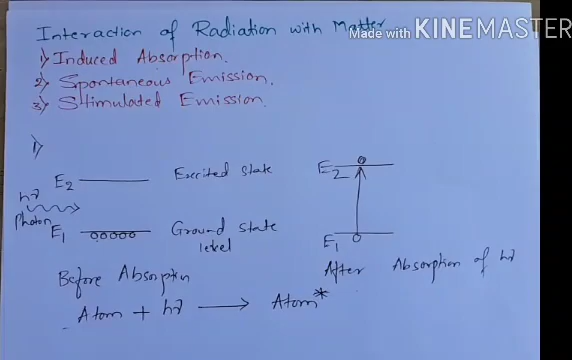 Interaction of Radiation with Matter
Made with KINEMASTER
1) Induced Absorption.
2) Spontaneous Emission.
3) Stimulated Emission.
1)
E2 Excited state
hν
Photon
E1 Ground state
level
Before Absorption
E2
E1
After Absorption of hν
Atom + hν → Atom*